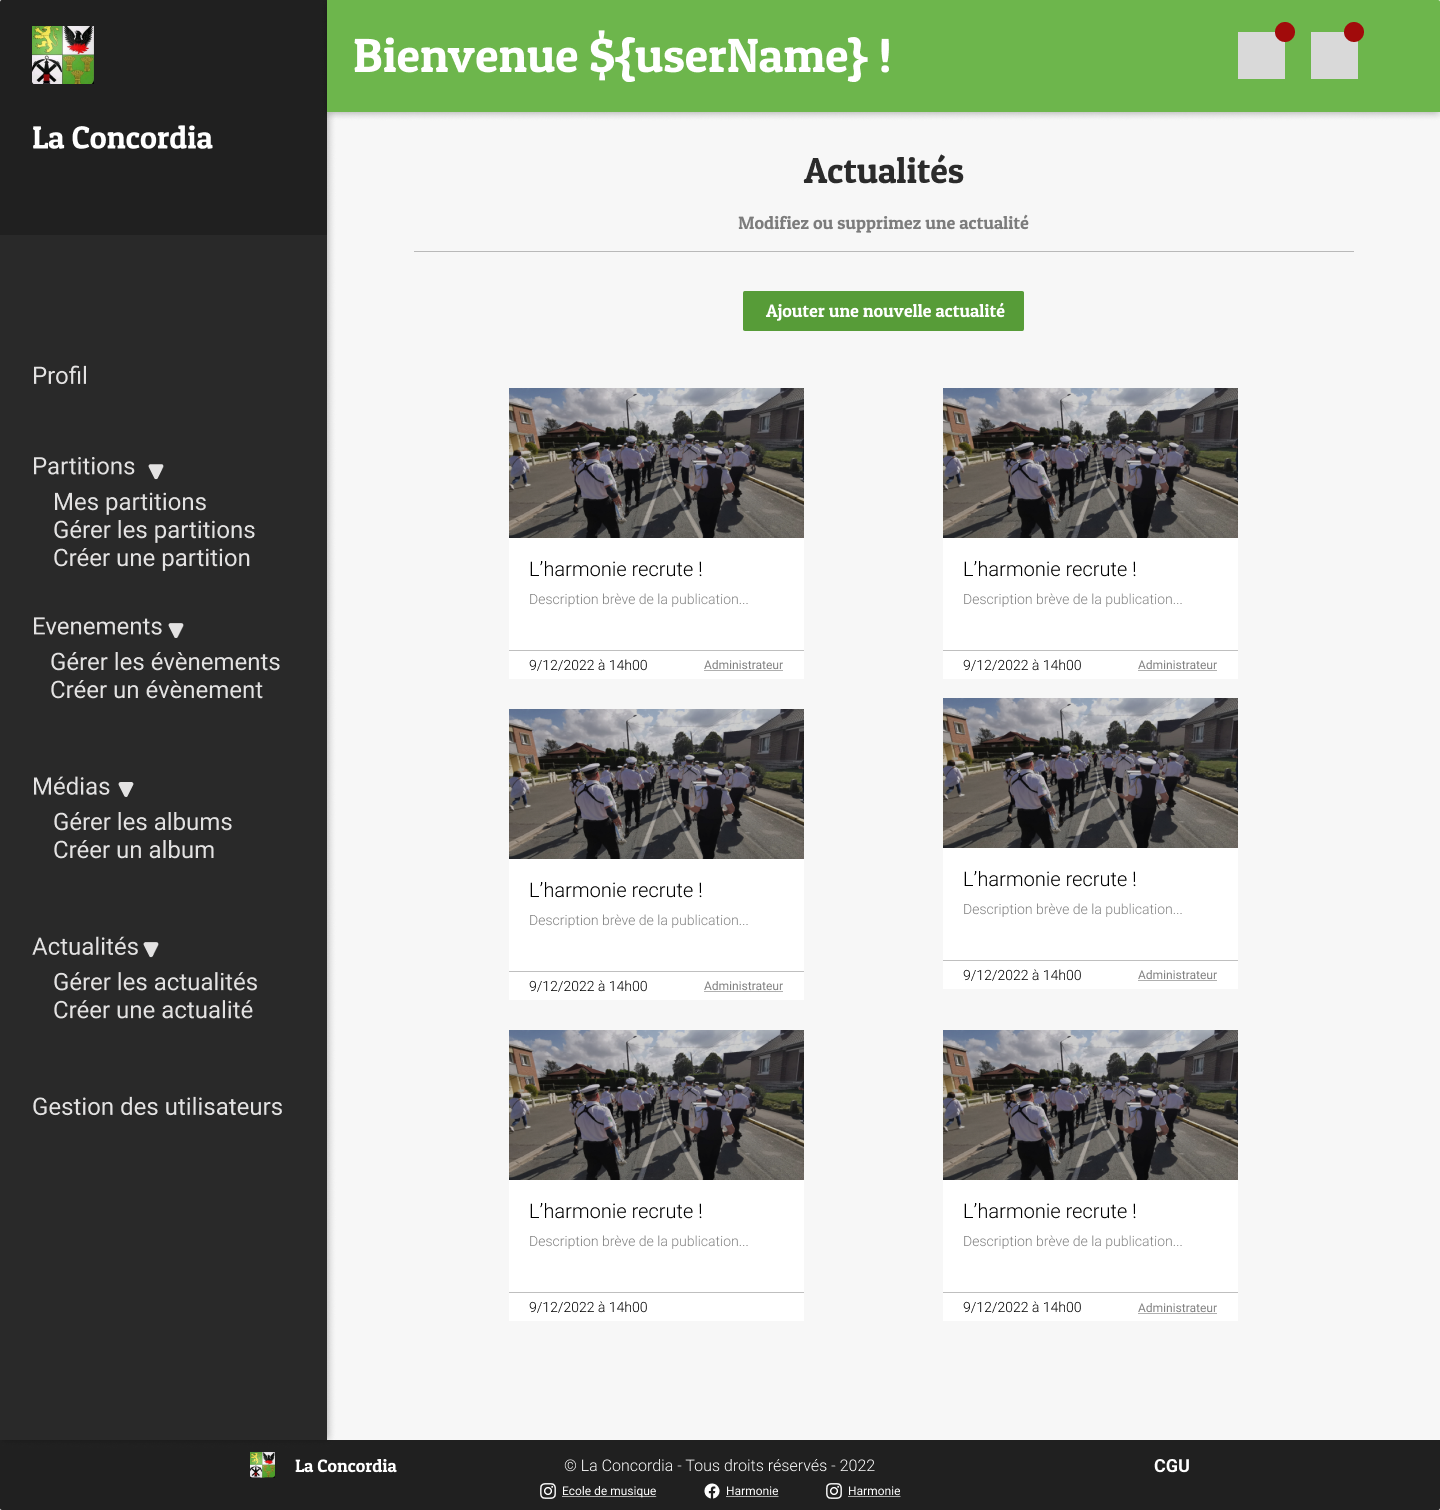 La Concordia
Bienvenue ${userName} !
Profil
Partitions
Mes partitions
Gérer les partitions
Créer une partition
Evenements
Gérer les évènements
Créer un évènement
Médias
Gérer les albums
Créer un album
Actualités
Gérer les actualités
Créer une actualité
Gestion des utilisateurs
Actualités
Modifiez ou supprimez une actualité
Ajouter une nouvelle actualité
L’harmonie recrute !
Description brève de la publication...
9/12/2022 à 14h00 Administrateur
L’harmonie recrute !
Description brève de la publication...
9/12/2022 à 14h00 Administrateur
L’harmonie recrute !
Description brève de la publication...
9/12/2022 à 14h00 Administrateur
L’harmonie recrute !
Description brève de la publication...
9/12/2022 à 14h00 Administrateur
L’harmonie recrute !
Description brève de la publication...
9/12/2022 à 14h00
L’harmonie recrute !
Description brève de la publication...
9/12/2022 à 14h00 Administrateur
La Concordia
© La Concordia - Tous droits réservés - 2022
Ecole de musique Harmonie Harmonie
CGU